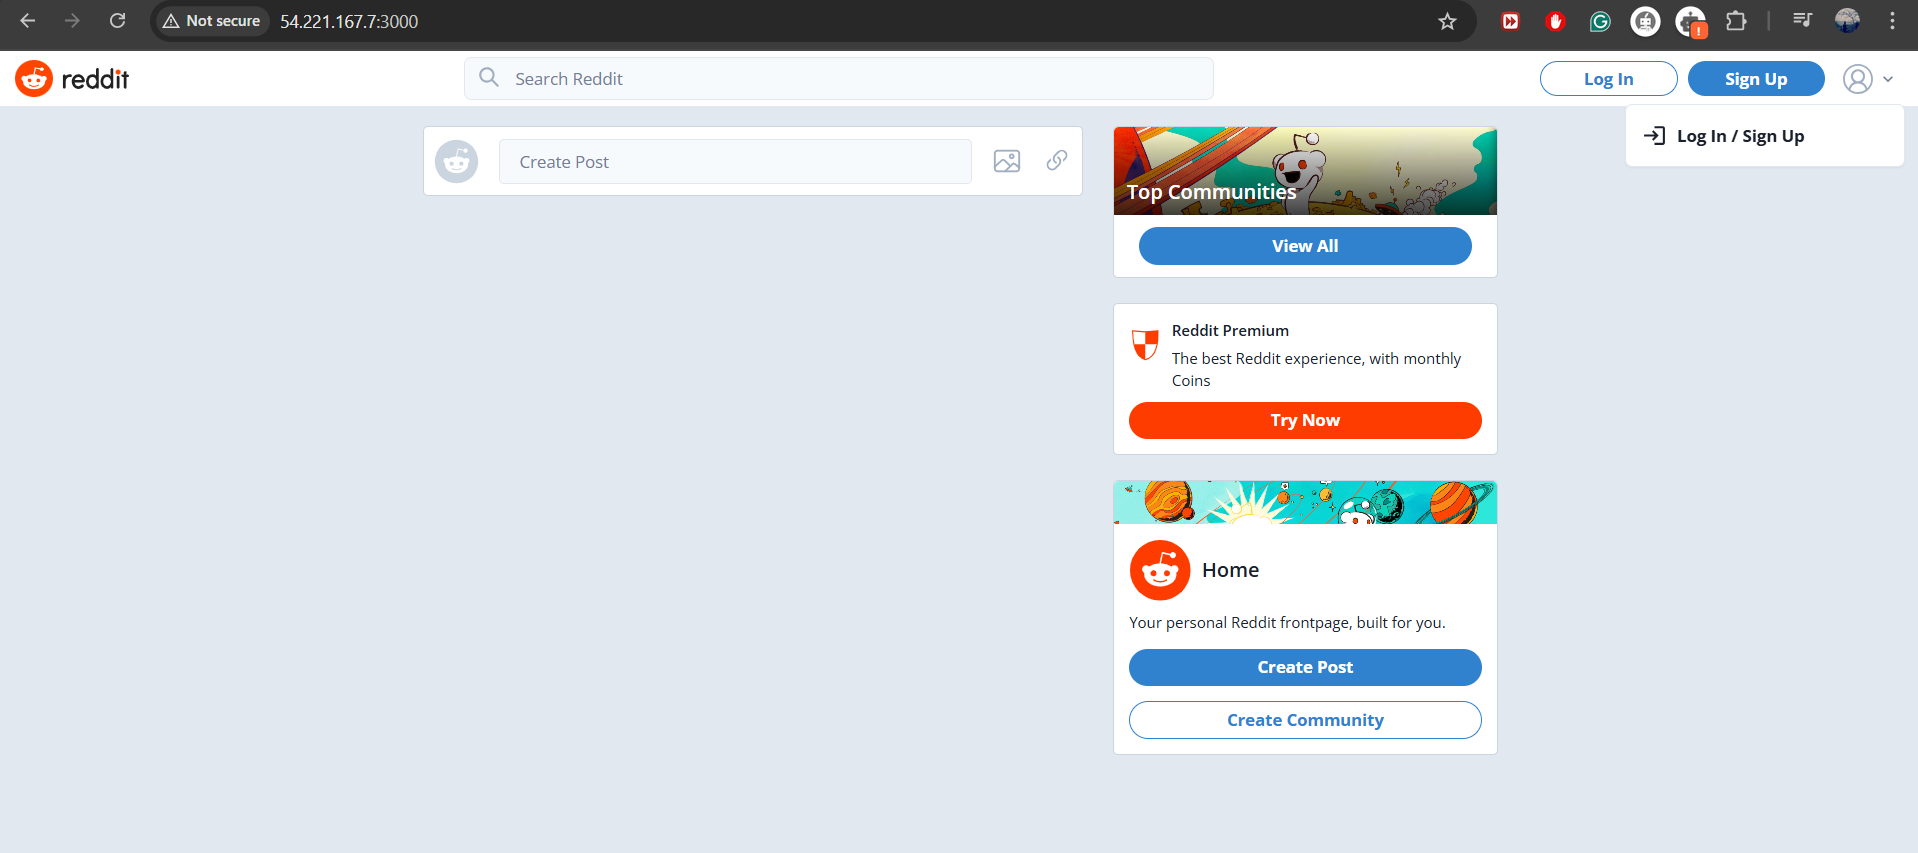 Not secure
54.221.167.7:3000
reddit
Search Reddit
Log In
Sign Up
Log In / Sign Up
Create Post
Top Communities
View All
Reddit Premium
The best Reddit experience, with monthly
Coins
Try Now
Home
Your personal Reddit frontpage, built for you.
Create Post
Create Community